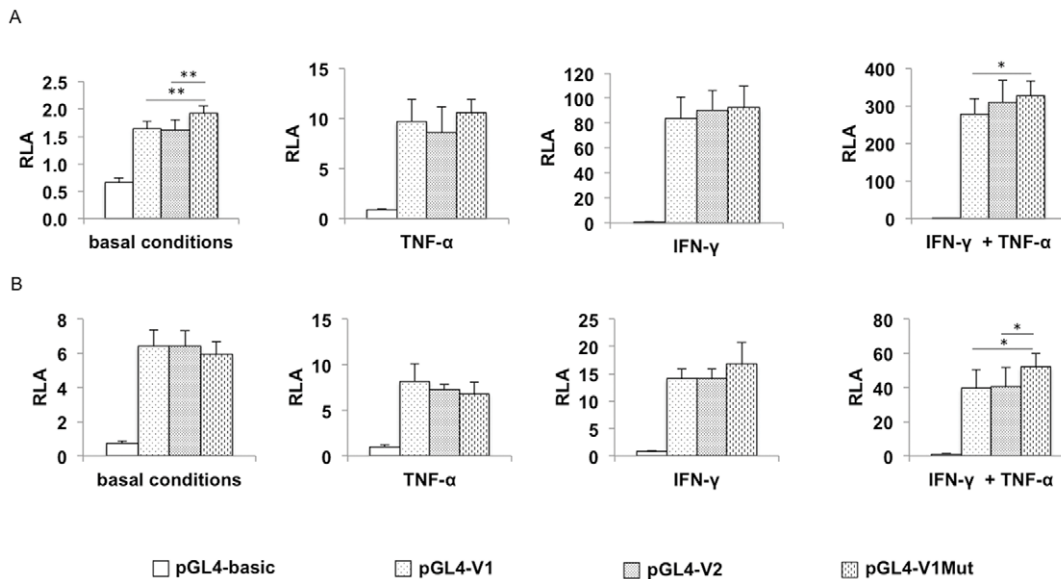 A
**
**
2.5
2.0
1.5
1.0
0.5
0.0
RLA
basal conditions
15
10
5
0
RLA
TNF-α
120
100
80
60
40
20
0
RLA
IFN-γ
*
400
300
200
100
0
RLA
IFN-γ + TNF-α
B
8
6
4
2
0
RLA
basal conditions
15
10
5
0
RLA
TNF-α
25
20
15
10
5
0
RLA
IFN-γ
*
*
80
60
40
20
0
RLA
IFN-γ + TNF-α
pGL4-basic pGL4-V1 pGL4-V2 pGL4-V1Mut